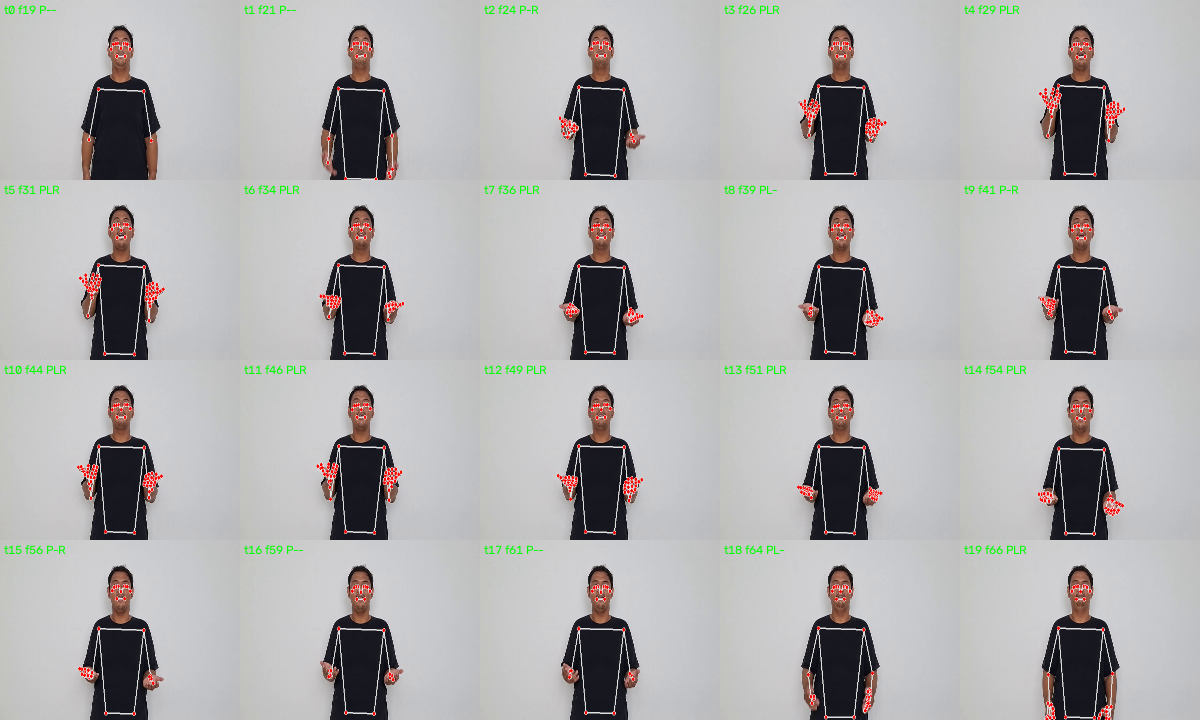 t0 f19 P--
t1 f21 P--
t2 f24 P-R
t3 f26 PLR
t4 f29 PLR
t5 f31 PLR
t6 f34 PLR
t7 f36 PLR
t8 f39 PL-
t9 f41 P-R
t10 f44 PLR
t11 f46 PLR
t12 f49 PLR
t13 f51 PLR
t14 f54 PLR
t15 f56 P-R
t16 f59 P--
t17 f61 P--
t18 f64 PL-
t19 f66 PLR